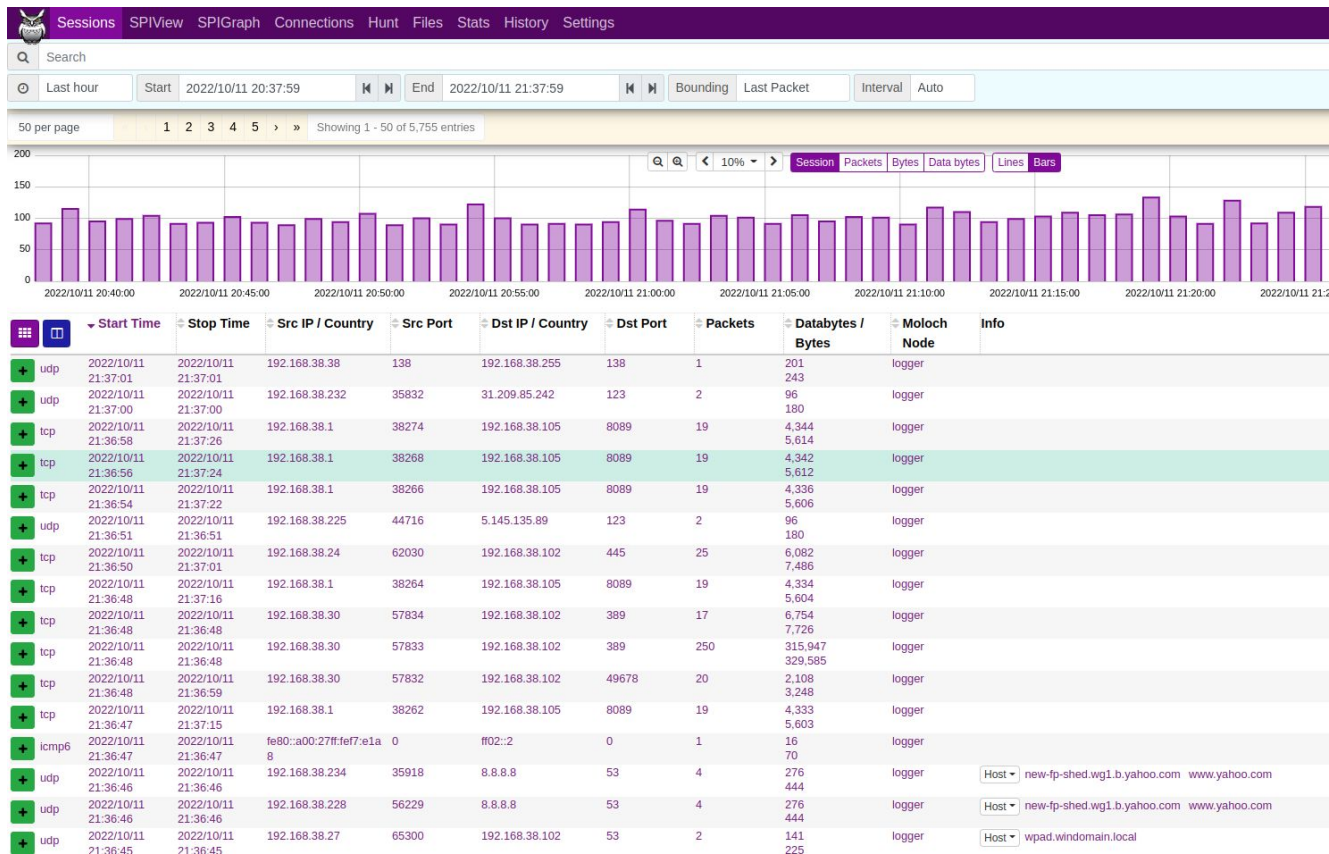 Sessions SPIView SPIGraph Connections Hunt Files Stats History Settings
Search
Last hour Start 2022/10/11 20:37:59 End 2022/10/11 21:37:59 Bounding Last Packet Interval Auto
50 per page 1 2 3 4 5 › » Showing 1 - 50 of 5,755 entries
200 10% Session Packets Bytes Data bytes Lines Bars
150
100
50
0
2022/10/11 20:40:00 2022/10/11 20:45:00 2022/10/11 20:50:00 2022/10/11 20:55:00 2022/10/11 21:00:00 2022/10/11 21:05:00 2022/10/11 21:10:00 2022/10/11 21:15:00 2022/10/11 21:20:00 2022/10/11 21:2
Start Time Stop Time Src IP / Country Src Port Dst IP / Country Dst Port Packets Databytes / Moloch Info
Bytes Node
udp 2022/10/11 2022/10/11 192.168.38.38 138 192.168.38.255 138 1 201 logger
21:37:01 21:37:01 243
udp 2022/10/11 2022/10/11 192.168.38.232 35832 31.209.85.242 123 2 96 logger
21:37:00 21:37:00 180
tcp 2022/10/11 2022/10/11 192.168.38.1 38274 192.168.38.105 8089 19 4,344 logger
21:36:58 21:37:26 5,614
tcp 2022/10/11 2022/10/11 192.168.38.1 38268 192.168.38.105 8089 19 4,342 logger
21:36:56 21:37:24 5,612
tcp 2022/10/11 2022/10/11 192.168.38.1 38266 192.168.38.105 8089 19 4,336 logger
21:36:54 21:37:22 5,606
udp 2022/10/11 2022/10/11 192.168.38.225 44716 5.145.135.89 123 2 96 logger
21:36:51 21:36:51 180
tcp 2022/10/11 2022/10/11 192.168.38.24 62030 192.168.38.102 445 25 6,082 logger
21:36:50 21:37:01 7,486
tcp 2022/10/11 2022/10/11 192.168.38.1 38264 192.168.38.105 8089 19 4,334 logger
21:36:48 21:37:16 5,604
tcp 2022/10/11 2022/10/11 192.168.38.30 57834 192.168.38.102 389 17 6,754 logger
21:36:48 21:36:48 7,726
tcp 2022/10/11 2022/10/11 192.168.38.30 57833 192.168.38.102 389 250 315,947 logger
21:36:48 21:36:48 329,585
tcp 2022/10/11 2022/10/11 192.168.38.30 57832 192.168.38.102 49678 20 2,108 logger
21:36:48 21:36:59 3,248
tcp 2022/10/11 2022/10/11 192.168.38.1 38262 192.168.38.105 8089 19 4,333 logger
21:36:47 21:37:15 5,603
icmp6 2022/10/11 2022/10/11 fe80::a00:27ff:fef7:e1a 0 ff02::2 0 1 16 logger
21:36:47 21:36:47 8 70
udp 2022/10/11 2022/10/11 192.168.38.234 35918 8.8.8.8 53 4 276 logger Host new-fp-shed.wg1.b.yahoo.com www.yahoo.com
21:36:46 21:36:46 444
udp 2022/10/11 2022/10/11 192.168.38.228 56229 8.8.8.8 53 4 276 logger Host new-fp-shed.wg1.b.yahoo.com www.yahoo.com
21:36:46 21:36:46 444
udp 2022/10/11 2022/10/11 192.168.38.27 65300 192.168.38.102 53 2 141 logger Host wpad.windomain.local
21:36:45 21:36:45 225